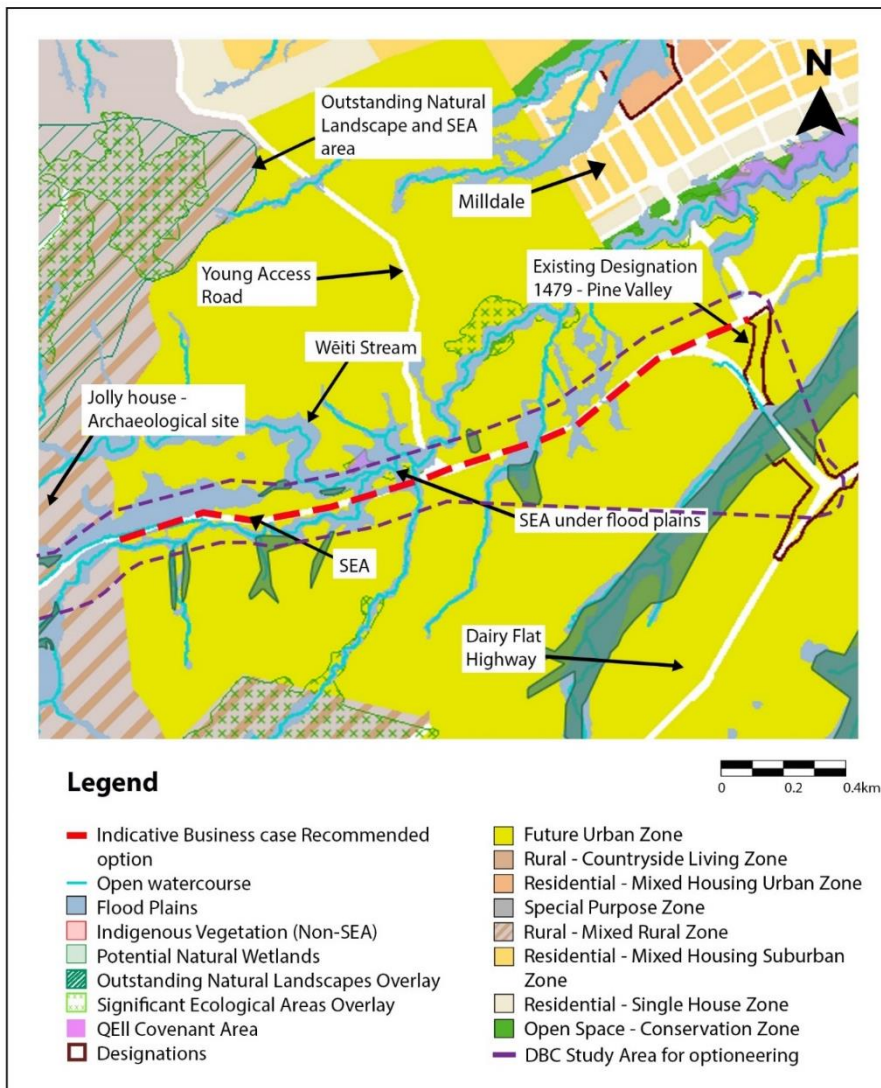 N
Outstanding Natural
Landscape and SEA
area
Milldale
Young Access
Road
Existing Designation
1479 - Pine Valley
Wēiti Stream
Jolly house -
Archaeological site
SEA under flood plains
SEA
Dairy Flat
Highway
Legend
0 0.2 0.4km
Indicative Business case Recommended
option
Open watercourse
Flood Plains
Indigenous Vegetation (Non-SEA)
Potential Natural Wetlands
Outstanding Natural Landscapes Overlay
Significant Ecological Areas Overlay
QEll Covenant Area
Designations
Future Urban Zone
Rural - Countryside Living Zone
Residential - Mixed Housing Urban Zone
Special Purpose Zone
Rural - Mixed Rural Zone
Residential - Mixed Housing Suburban
Zone
Residential - Single House Zone
Open Space - Conservation Zone
DBC Study Area for optioneering